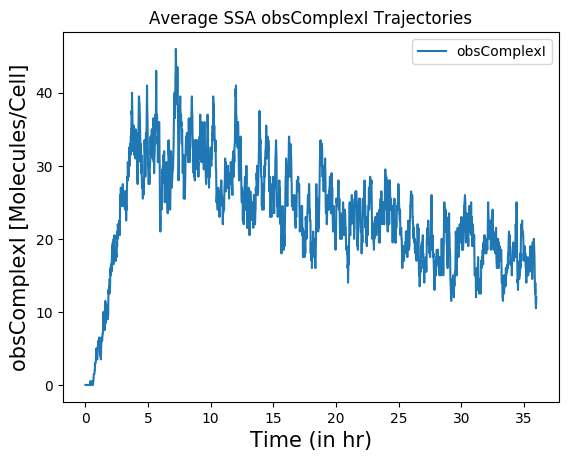 Average SSA obsComplexI Trajectories
obsComplexI
obsComplexI [Molecules/Cell]
40
30
20
10
0
0 5 10 15 20 25 30 35
Time (in hr)